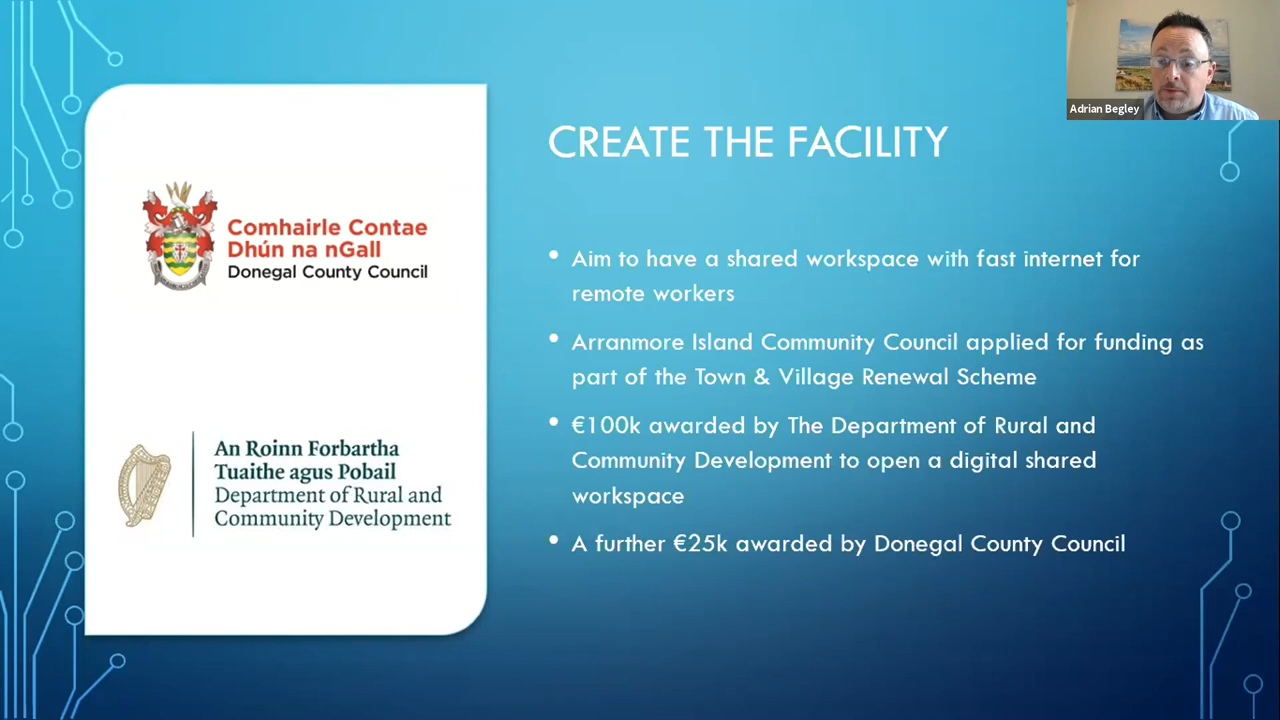 Adrian Begley
CREATE THE FACILITY
Comhairle Contae
Dhún na nGall
Donegal County Council
An Roinn Forbartha
Tuaithe agus Pobail
Department of Rural and
Community Development
• Aim to have a shared workspace with fast internet for
remote workers
• Arranmore Island Community Council applied for funding as
part of the Town & Village Renewal Scheme
• €100k awarded by The Department of Rural and
Community Development to open a digital shared
workspace
• A further €25k awarded by Donegal County Council